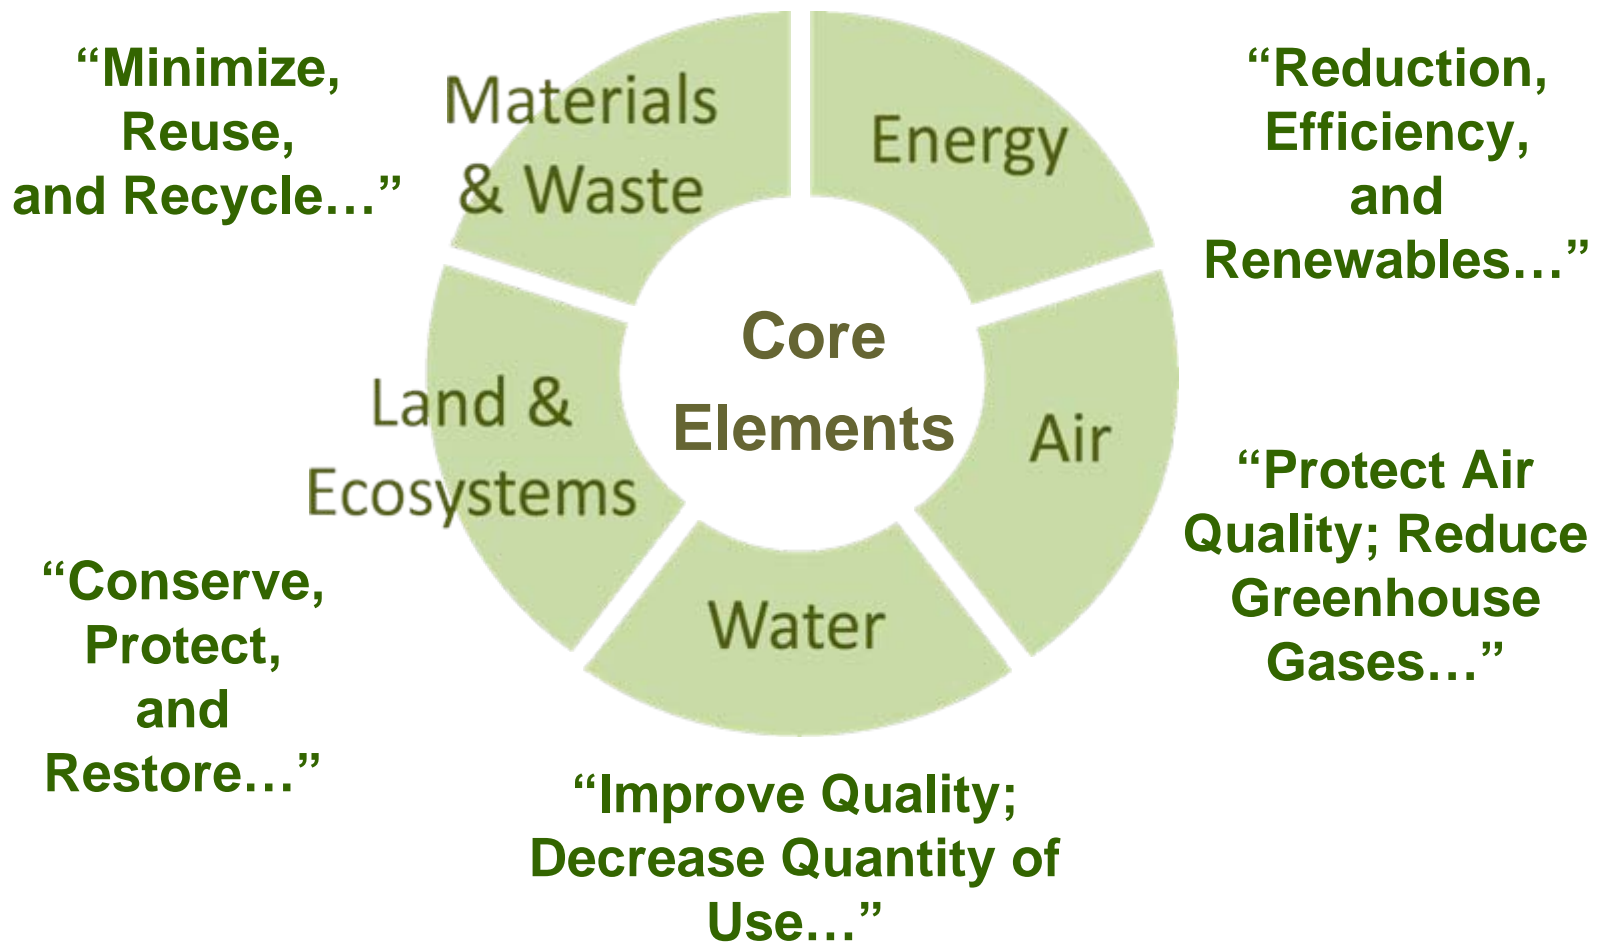 “Minimize,
Reuse,
and Recycle…”
Materials
& Waste
Energy
“Reduction,
Efficiency,
and
Renewables…”
Core
Elements
Land &
Ecosystems
Air
“Protect Air
Quality; Reduce
Greenhouse
Gases…”
“Conserve,
Protect,
and
Restore…”
Water
“Improve Quality;
Decrease Quantity of
Use…”